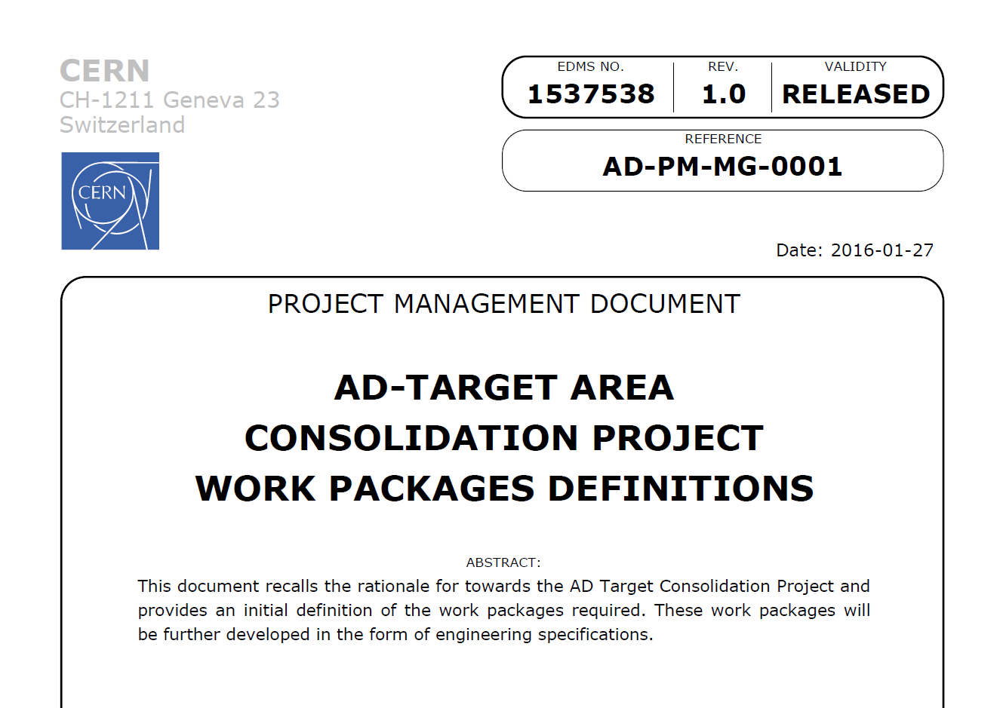 CERN
CH-1211 Geneva 23
Switzerland
CERN
EDMS NO.
1537538
REV.
1.0
VALIDITY
RELEASED
REFERENCE
AD-PM-MG-0001
Date: 2016-01-27
PROJECT MANAGEMENT DOCUMENT
AD-TARGET AREA
CONSOLIDATION PROJECT
WORK PACKAGES DEFINITIONS
ABSTRACT:
This document recalls the rationale for towards the AD Target Consolidation Project and
provides an initial definition of the work packages required. These work packages will
be further developed in the form of engineering specifications.